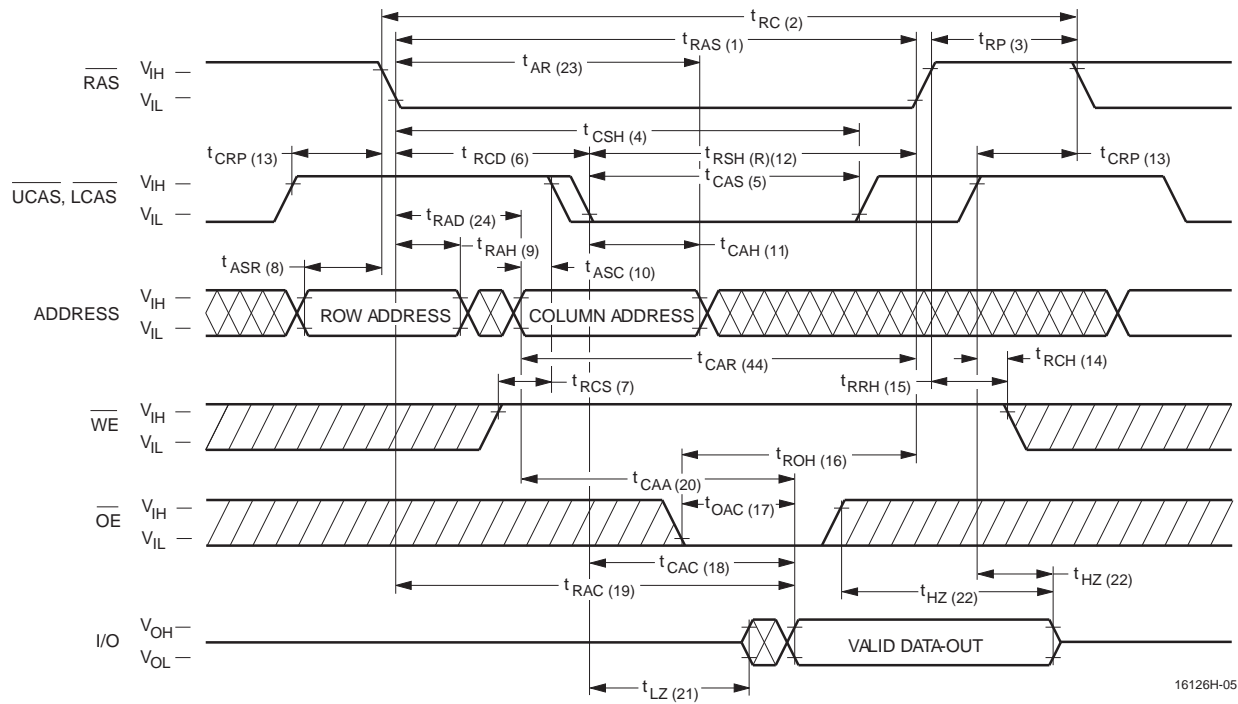 t RC (2)
t RAS (1)
t RP (3)
t AR (23)
RAS
V IH
V IL
t CSH (4)
t CRP (13)
t RCD (6)
t RSH (R)(12)
t CRP (13)
t CAS (5)
UCAS, LCAS
V IH
V IL
t RAD (24)
t RAH (9)
t CAH (11)
t ASR (8)
t ASC (10)
ADDRESS
V IH
V IL
ROW ADDRESS
COLUMN ADDRESS
t CAR (44)
t RCH (14)
t RCS (7)
t RRH (15)
WE
V IH
V IL
t ROH (16)
t CAA (20)
t OAC (17)
OE
V IH
V IL
t CAC (18)
t RAC (19)
t HZ (22)
t HZ (22)
I/O
V OH
V OL
VALID DATA-OUT
t LZ (21)
16126H-05